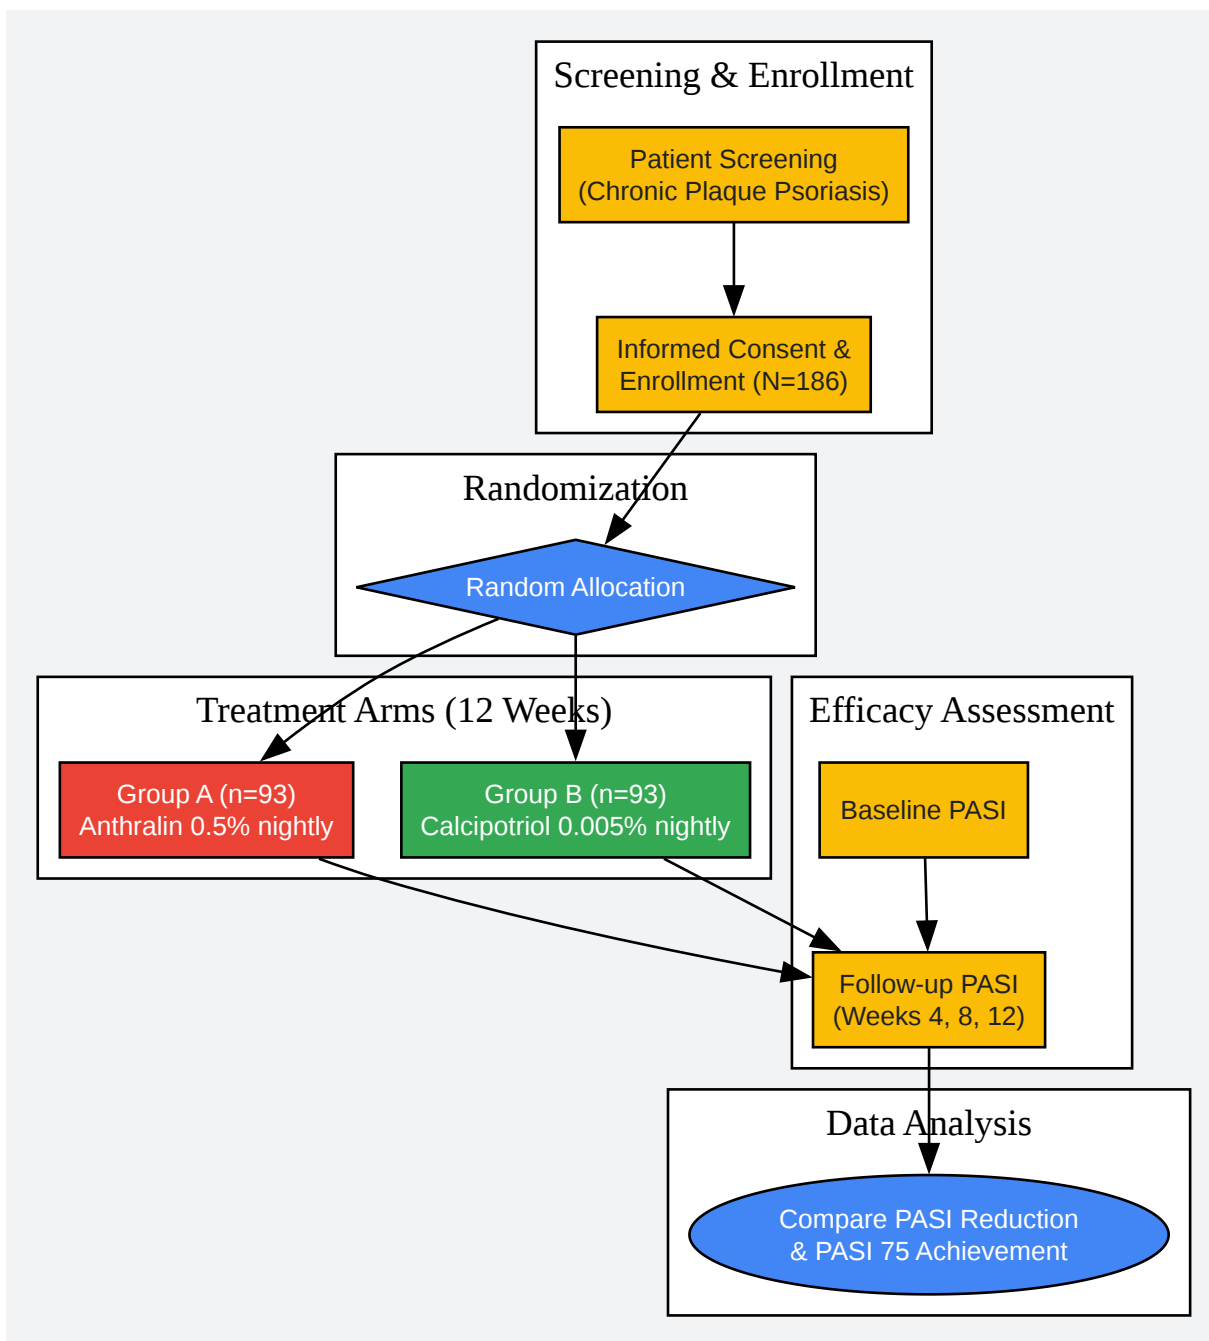 Screening & Enrollment
Patient Screening
(Chronic Plaque Psoriasis)
Informed Consent &
Enrollment (N=186)
Randomization
Random Allocation
Treatment Arms (12 Weeks)
Group A (n=93)
Anthralin 0.5% nightly
Group B (n=93)
Calcipotriol 0.005% nightly
Efficacy Assessment
Baseline PASI
Follow-up PASI
(Weeks 4, 8, 12)
Data Analysis
Compare PASI Reduction
& PASI 75 Achievement